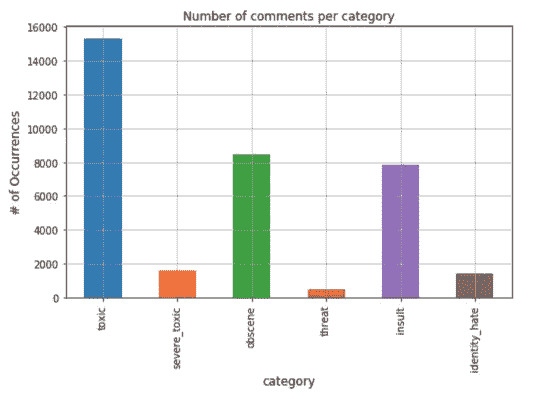 Number of comments per category
# of Occurrences
16000
14000
12000
10000
8000
6000
4000
2000
0
toxic
severe_toxic
obscene
threat
insult
identity_hate
category